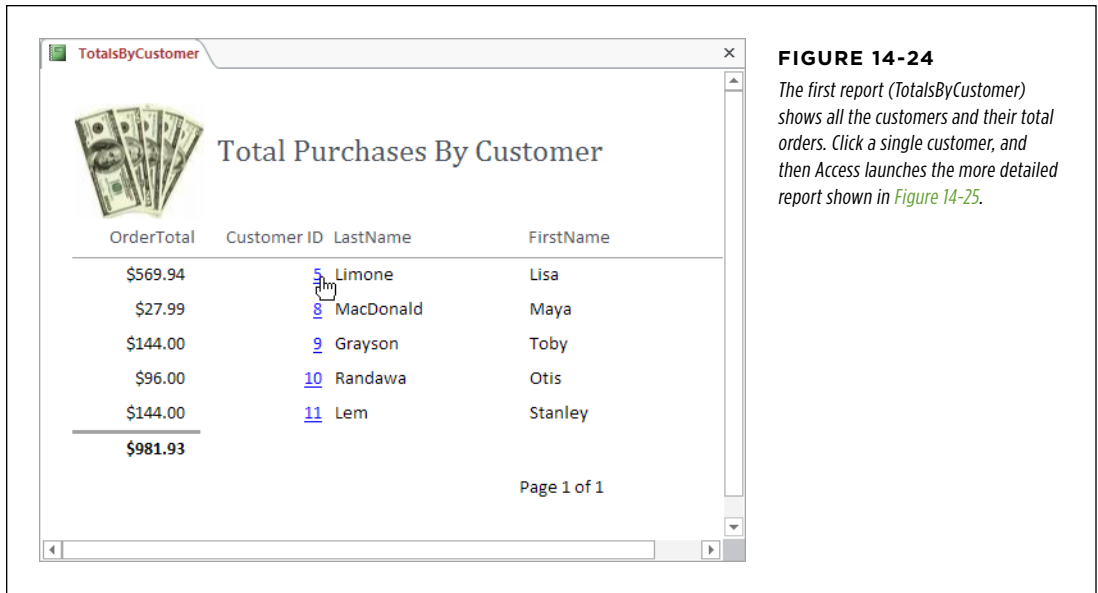 TotalsByCustomer
Total Purchases By Customer
OrderTotal Customer ID LastName FirstName
$569.94 5 Limone Lisa
$27.99 8 MacDonald Maya
$144.00 9 Grayson Toby
$96.00 10 Randawa Otis
$144.00 11 Lem Stanley
$981.93
Page 1 of 1
FIGURE 14-24
The first report (TotalsByCustomer)
shows all the customers and their total
orders. Click a single customer, and
then Access launches the more detailed
report shown in Figure 14-25.